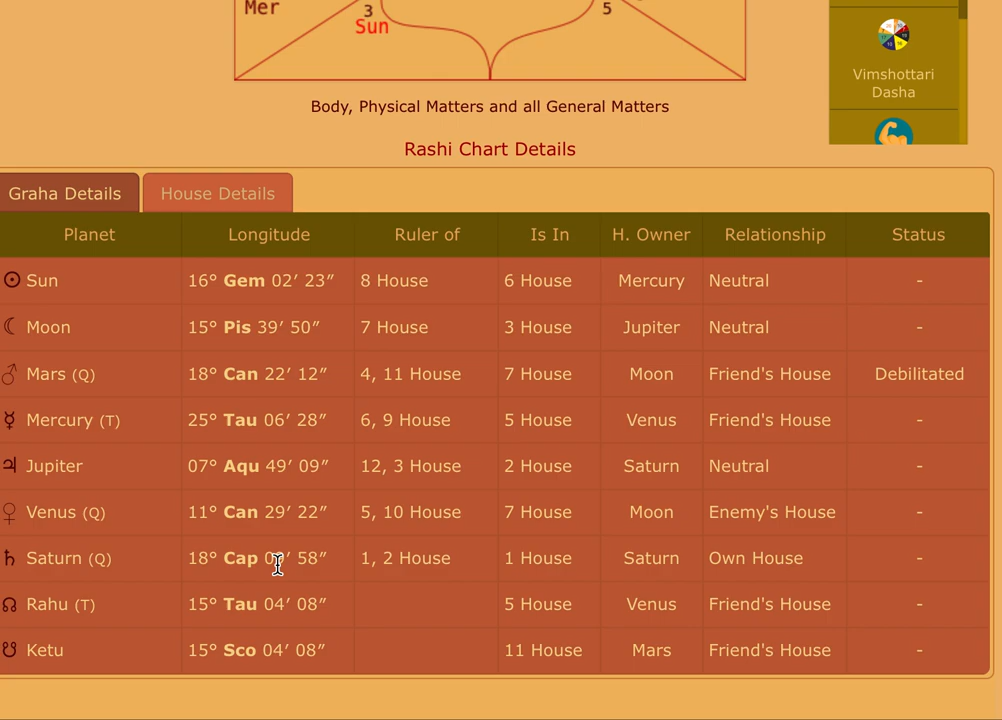 Mer
3
Sun
5
Vimshottari
Dasha
Body, Physical Matters and all General Matters
Rashi Chart Details
Graha Details House Details
Planet Longitude Ruler of Is In H. Owner Relationship Status
☉ Sun 16° Gem 02′ 23″ 8 House 6 House Mercury Neutral -
☾ Moon 15° Pis 39′ 50″ 7 House 3 House Jupiter Neutral -
♂ Mars (Q) 18° Can 22′ 12″ 4, 11 House 7 House Moon Friend's House Debilitated
☿ Mercury (T) 25° Tau 06′ 28″ 6, 9 House 5 House Venus Friend's House -
♃ Jupiter 07° Aqu 49′ 09″ 12, 3 House 2 House Saturn Neutral -
♀ Venus (Q) 11° Can 29′ 22″ 5, 10 House 7 House Moon Enemy's House -
♄ Saturn (Q) 18° Cap 58″ 1, 2 House 1 House Saturn Own House -
☊ Rahu (T) 15° Tau 04′ 08″ 5 House Venus Friend's House -
☋ Ketu 15° Sco 04′ 08″ 11 House Mars Friend's House -